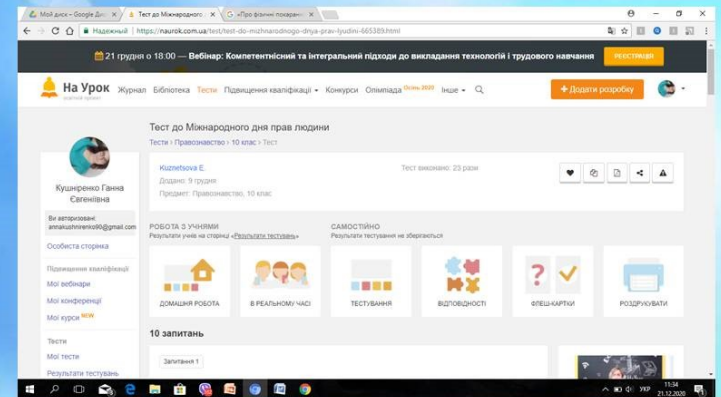 Мой диск – Google Ди
Тест до Міжнародного
«Про фізичні покаран
Надежный | https://naurok.com.ua/test/test-do-mizhnarodnogo-dnya-prav-lyudini-665389.html
21 грудня о 18:00 — Вебінар: Компетентнісний та інтегральний підходи до викладання технологій і трудового навчання
РЕЄСТРАЦІЯ
На Урок
Журнал Бібліотека Тести Підвищення кваліфікації Конкурси Олімпіада Осінь 2020 Інше
+ Додати розробку
Тест до Міжнародного дня прав людини
Тести › Правознавство › 10 клас › Тест
Kuznetsova E.
Тест виконано: 23 рази
Додано: 9 грудня
Предмет: Правознавство, 10 клас
Кушніренко Ганна
Євгеніївна
Ви авторизовані:
annakushnirenko90@gmail.com
Особиста сторінка
Підвищення кваліфікації
Мої вебінари
Мої конференції
Мої курси NEW
Тести
Мої тести
Результати тестувань
РОБОТА З УЧНЯМИ
Результати учнів на сторінці «Результати тестувань»
САМОСТІЙНО
Результати тестування не зберігаються
ДОМАШНЯ РОБОТА
В РЕАЛЬНОМУ ЧАСІ
ТЕСТУВАННЯ
ВІДПОВІДНОСТІ
ФЛЕШ-КАРТКИ
РОЗДРУКУВАТИ
10 запитань
Запитання 1
УКР
11:34
21.12.2020